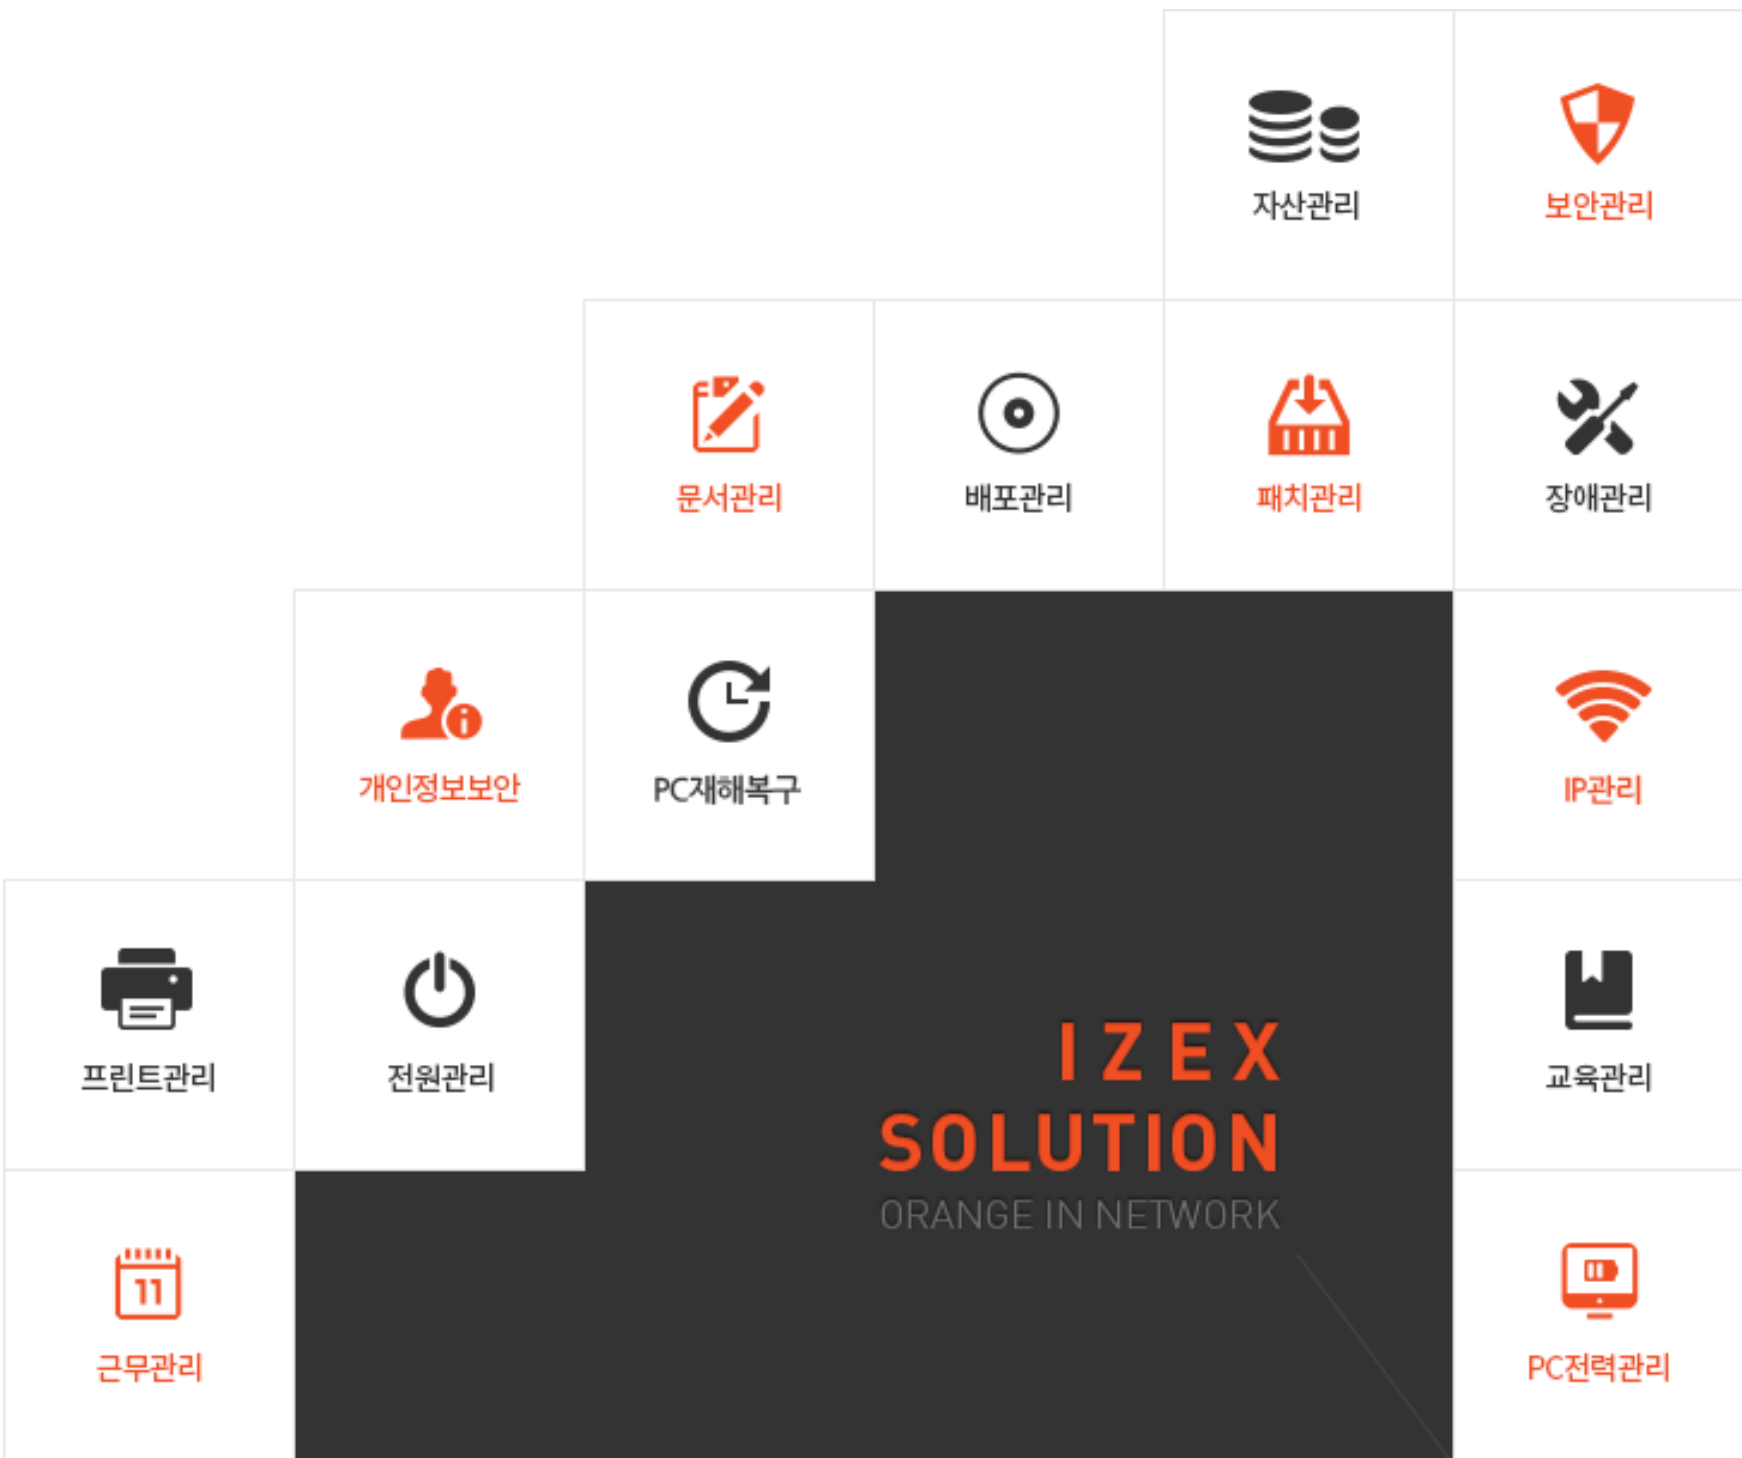 자산관리
보안관리
문서관리
배포관리
패치관리
장애관리
개인정보보안
PC재해복구
IP관리
프린트관리
전원관리
IZEX
SOLUTION
ORANGE IN NETWORK
교육관리
11
근무관리
PC전력관리